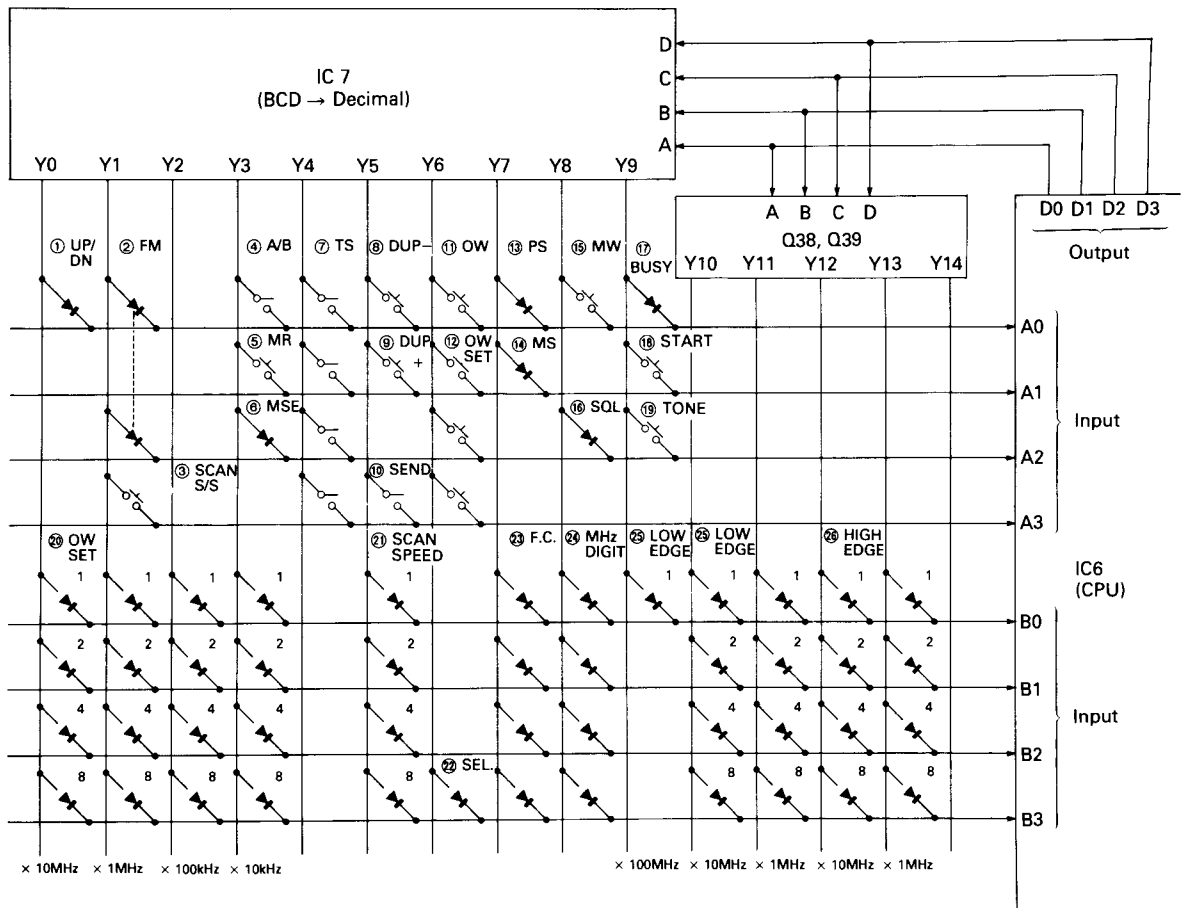 IC 7
(BCD → Decimal)
D
C
B
A
Y0 Y1 Y2 Y3 Y4 Y5 Y6 Y7 Y8 Y9
A B C D
Q38, Q39
Y10 Y11 Y12 Y13 Y14
D0 D1 D2 D3
Output
① UP/
DN
② FM
④ A/B
⑦ TS
⑧ DUP−
⑪ OW
⑬ PS
⑮ MW
⑰
BUSY
A0
⑤ MR
⑨ DUP
+
⑫ OW
SET
⑭ MS
⑱ START
A1
Input
⑥ MSE
⑯ SQL
⑲ TONE
A2
③ SCAN
S/S
⑩ SEND
A3
⑳ OW
SET
㉑ SCAN
SPEED
㉓ F.C.
㉔ MHz
DIGIT
㉕ LOW
EDGE
㉕ LOW
EDGE
㉖ HIGH
EDGE
IC6
(CPU)
1 1 1 1 1 1 1 1 1 1
B0
2 2 2 2 2 2 2 2 2
B1
4 4 4 4 4 4 4 4 4
Input
B2
㉒ SEL.
8 8 8 8 8 8 8 8 8
B3
× 10MHz × 1MHz × 100kHz × 10kHz × 100MHz × 10MHz × 1MHz × 10MHz × 1MHz